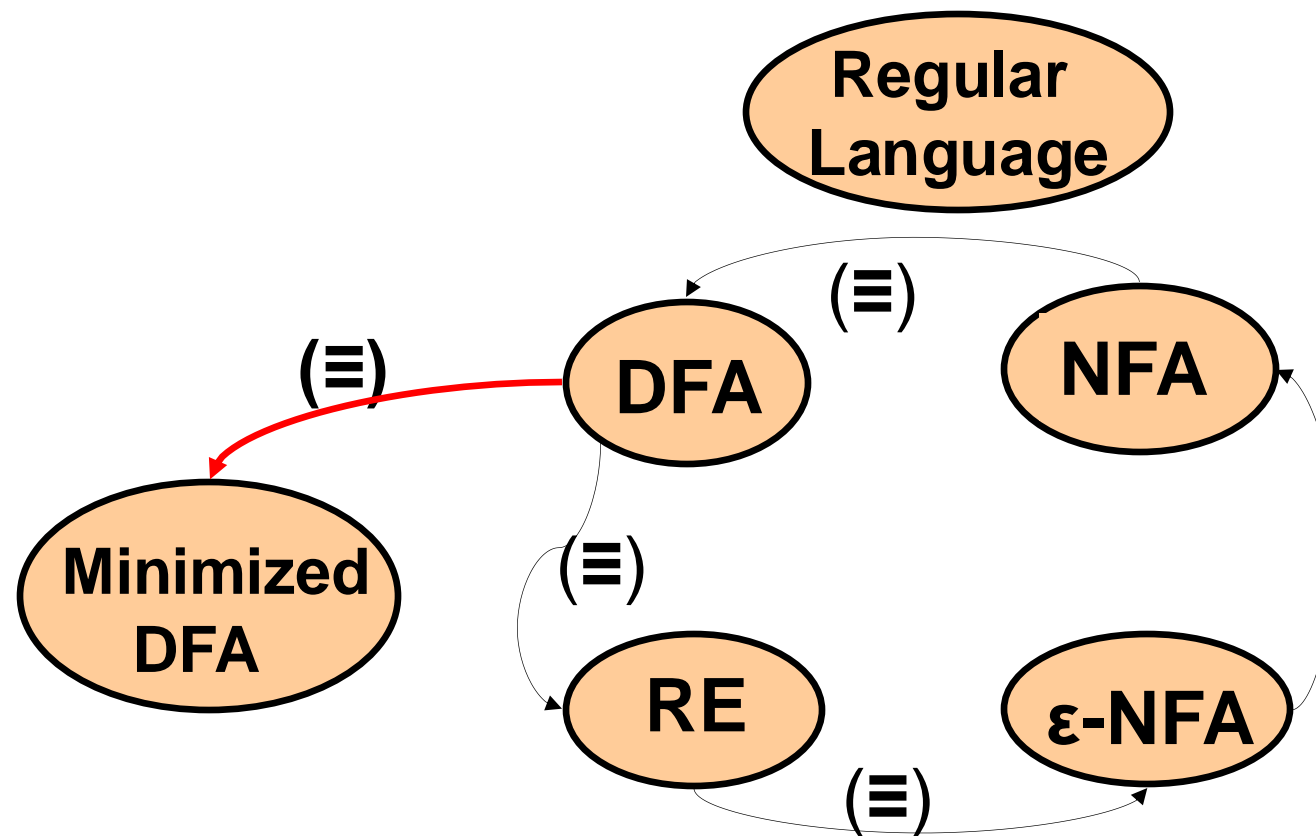 Regular
Language
(≡)
DFA
NFA
(≡)
Minimized
DFA
(≡)
RE
ε-NFA
(≡)